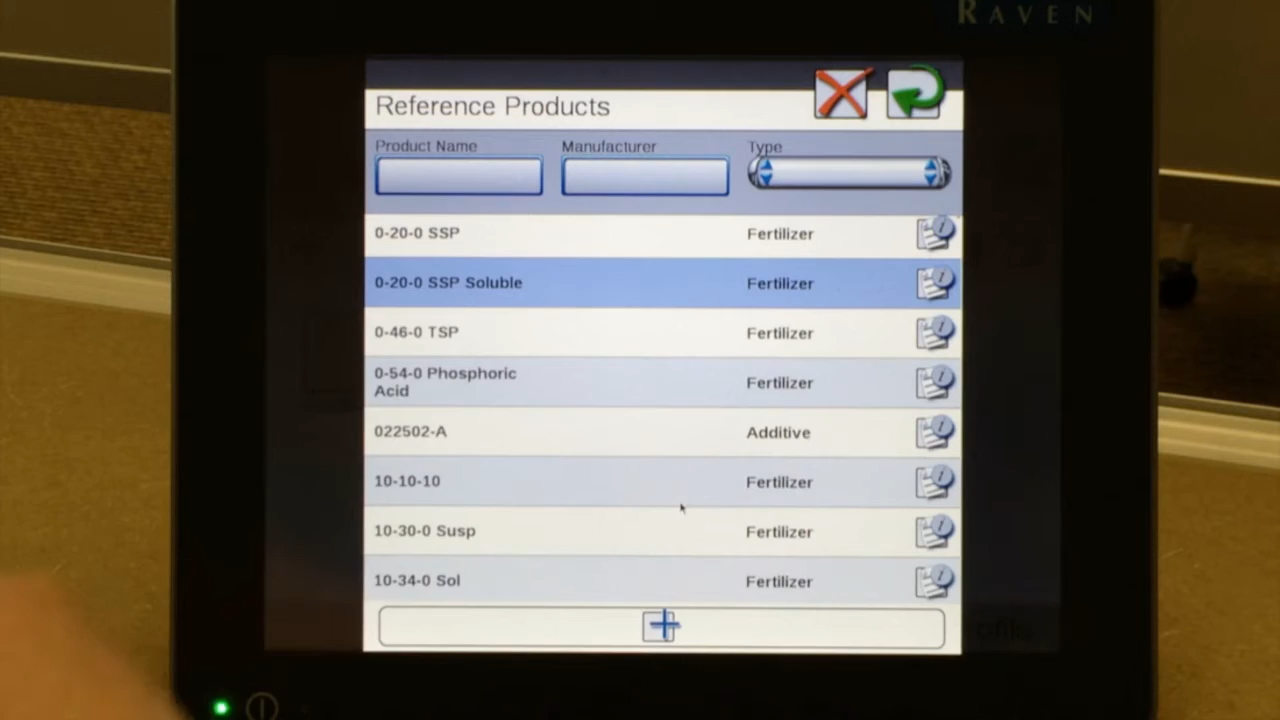 RAVEN
Reference Products
Product Name Manufacturer Type
0-20-0 SSP Fertilizer
0-20-0 SSP Soluble Fertilizer
0-46-0 TSP Fertilizer
0-54-0 Phosphoric
Acid Fertilizer
022502-A Additive
10-10-10 Fertilizer
10-30-0 Susp Fertilizer
10-34-0 Sol Fertilizer